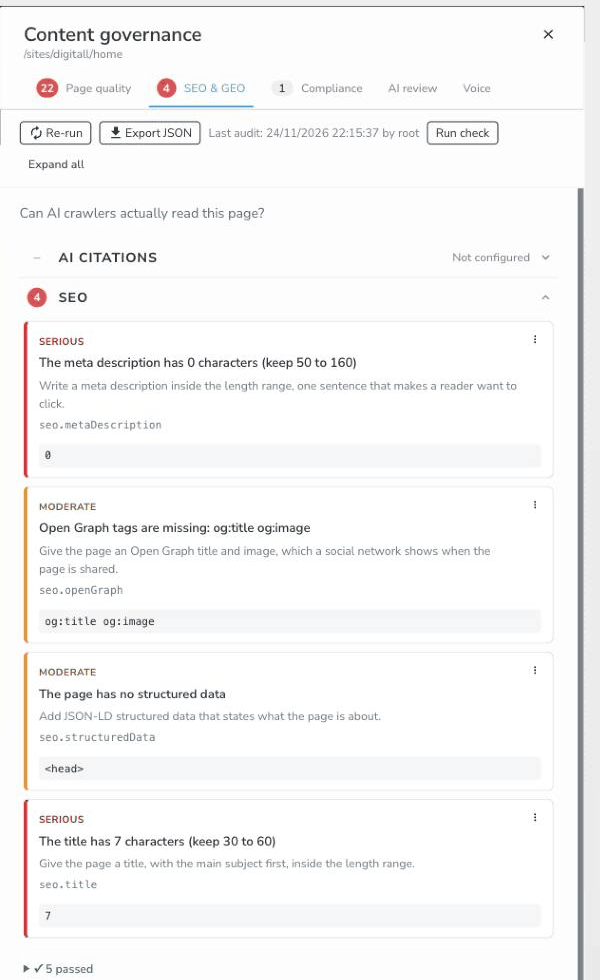 Content governance
/sites/digitall/home
22 Page quality 4 SEO & GEO 1 Compliance AI review Voice
Re-run Export JSON Last audit: 24/11/2026 22:15:37 by root Run check
Expand all
Can AI crawlers actually read this page?
– AI CITATIONS Not configured
4 SEO
SERIOUS
The meta description has 0 characters (keep 50 to 160)
Write a meta description inside the length range, one sentence that makes a reader want to
click.
seo.metaDescription
0
MODERATE
Open Graph tags are missing: og:title og:image
Give the page an Open Graph title and image, which a social network shows when the
page is shared.
seo.openGraph
og:title og:image
MODERATE
The page has no structured data
Add JSON-LD structured data that states what the page is about.
seo.structuredData
<head>
SERIOUS
The title has 7 characters (keep 30 to 60)
Give the page a title, with the main subject first, inside the length range.
seo.title
7
✓ 5 passed